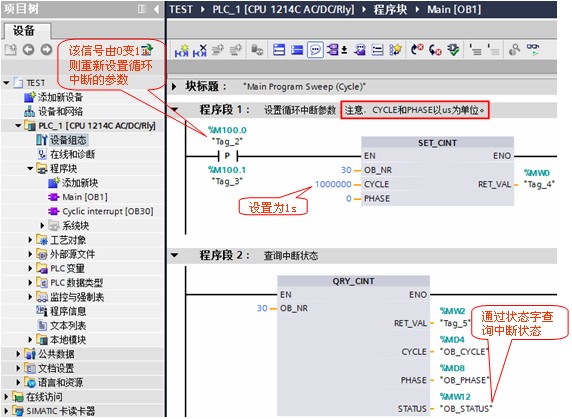 项目树
TEST ▸ PLC_1 [CPU 1214C AC/DC/Rly] ▸ 程序块 ▸ Main [OB1]
设备
该信号由0变1
则重新设置循环
中断的参数
TEST
添加新设备
设备和网络
PLC_1 [CPU 1214C AC/DC/Rly]
设备组态
在线和诊断
程序块
添加新块
Main [OB1]
Cyclic interrupt [OB30]
系统块
工艺对象
外部源文件
PLC 变量
PLC 数据类型
监控与强制表
程序信息
文本列表
本地模块
公共数据
文档设置
语言和资源
在线访问
SIMATIC 卡读卡器
块标题： "Main Program Sweep (Cycle)"
程序段 1： 设置循环中断参数 注意，CYCLE和PHASE以us为单位。
%M100.0
"Tag_2"
P
%M100.1
"Tag_3"
SET_CINT
EN ENO
30 OB_NR
1000000 CYCLE
0 PHASE
RET_VAL
%MW0
"Tag_4"
设置为1s
程序段 2： 查询中断状态
QRY_CINT
EN ENO
30 OB_NR
RET_VAL
%MW2
"Tag_5"
CYCLE
%MD4
"OB_CYCLE"
PHASE
%MD8
"OB_PHASE"
STATUS
%MW12
"OB_STATUS"
通过状态字查
询中断状态